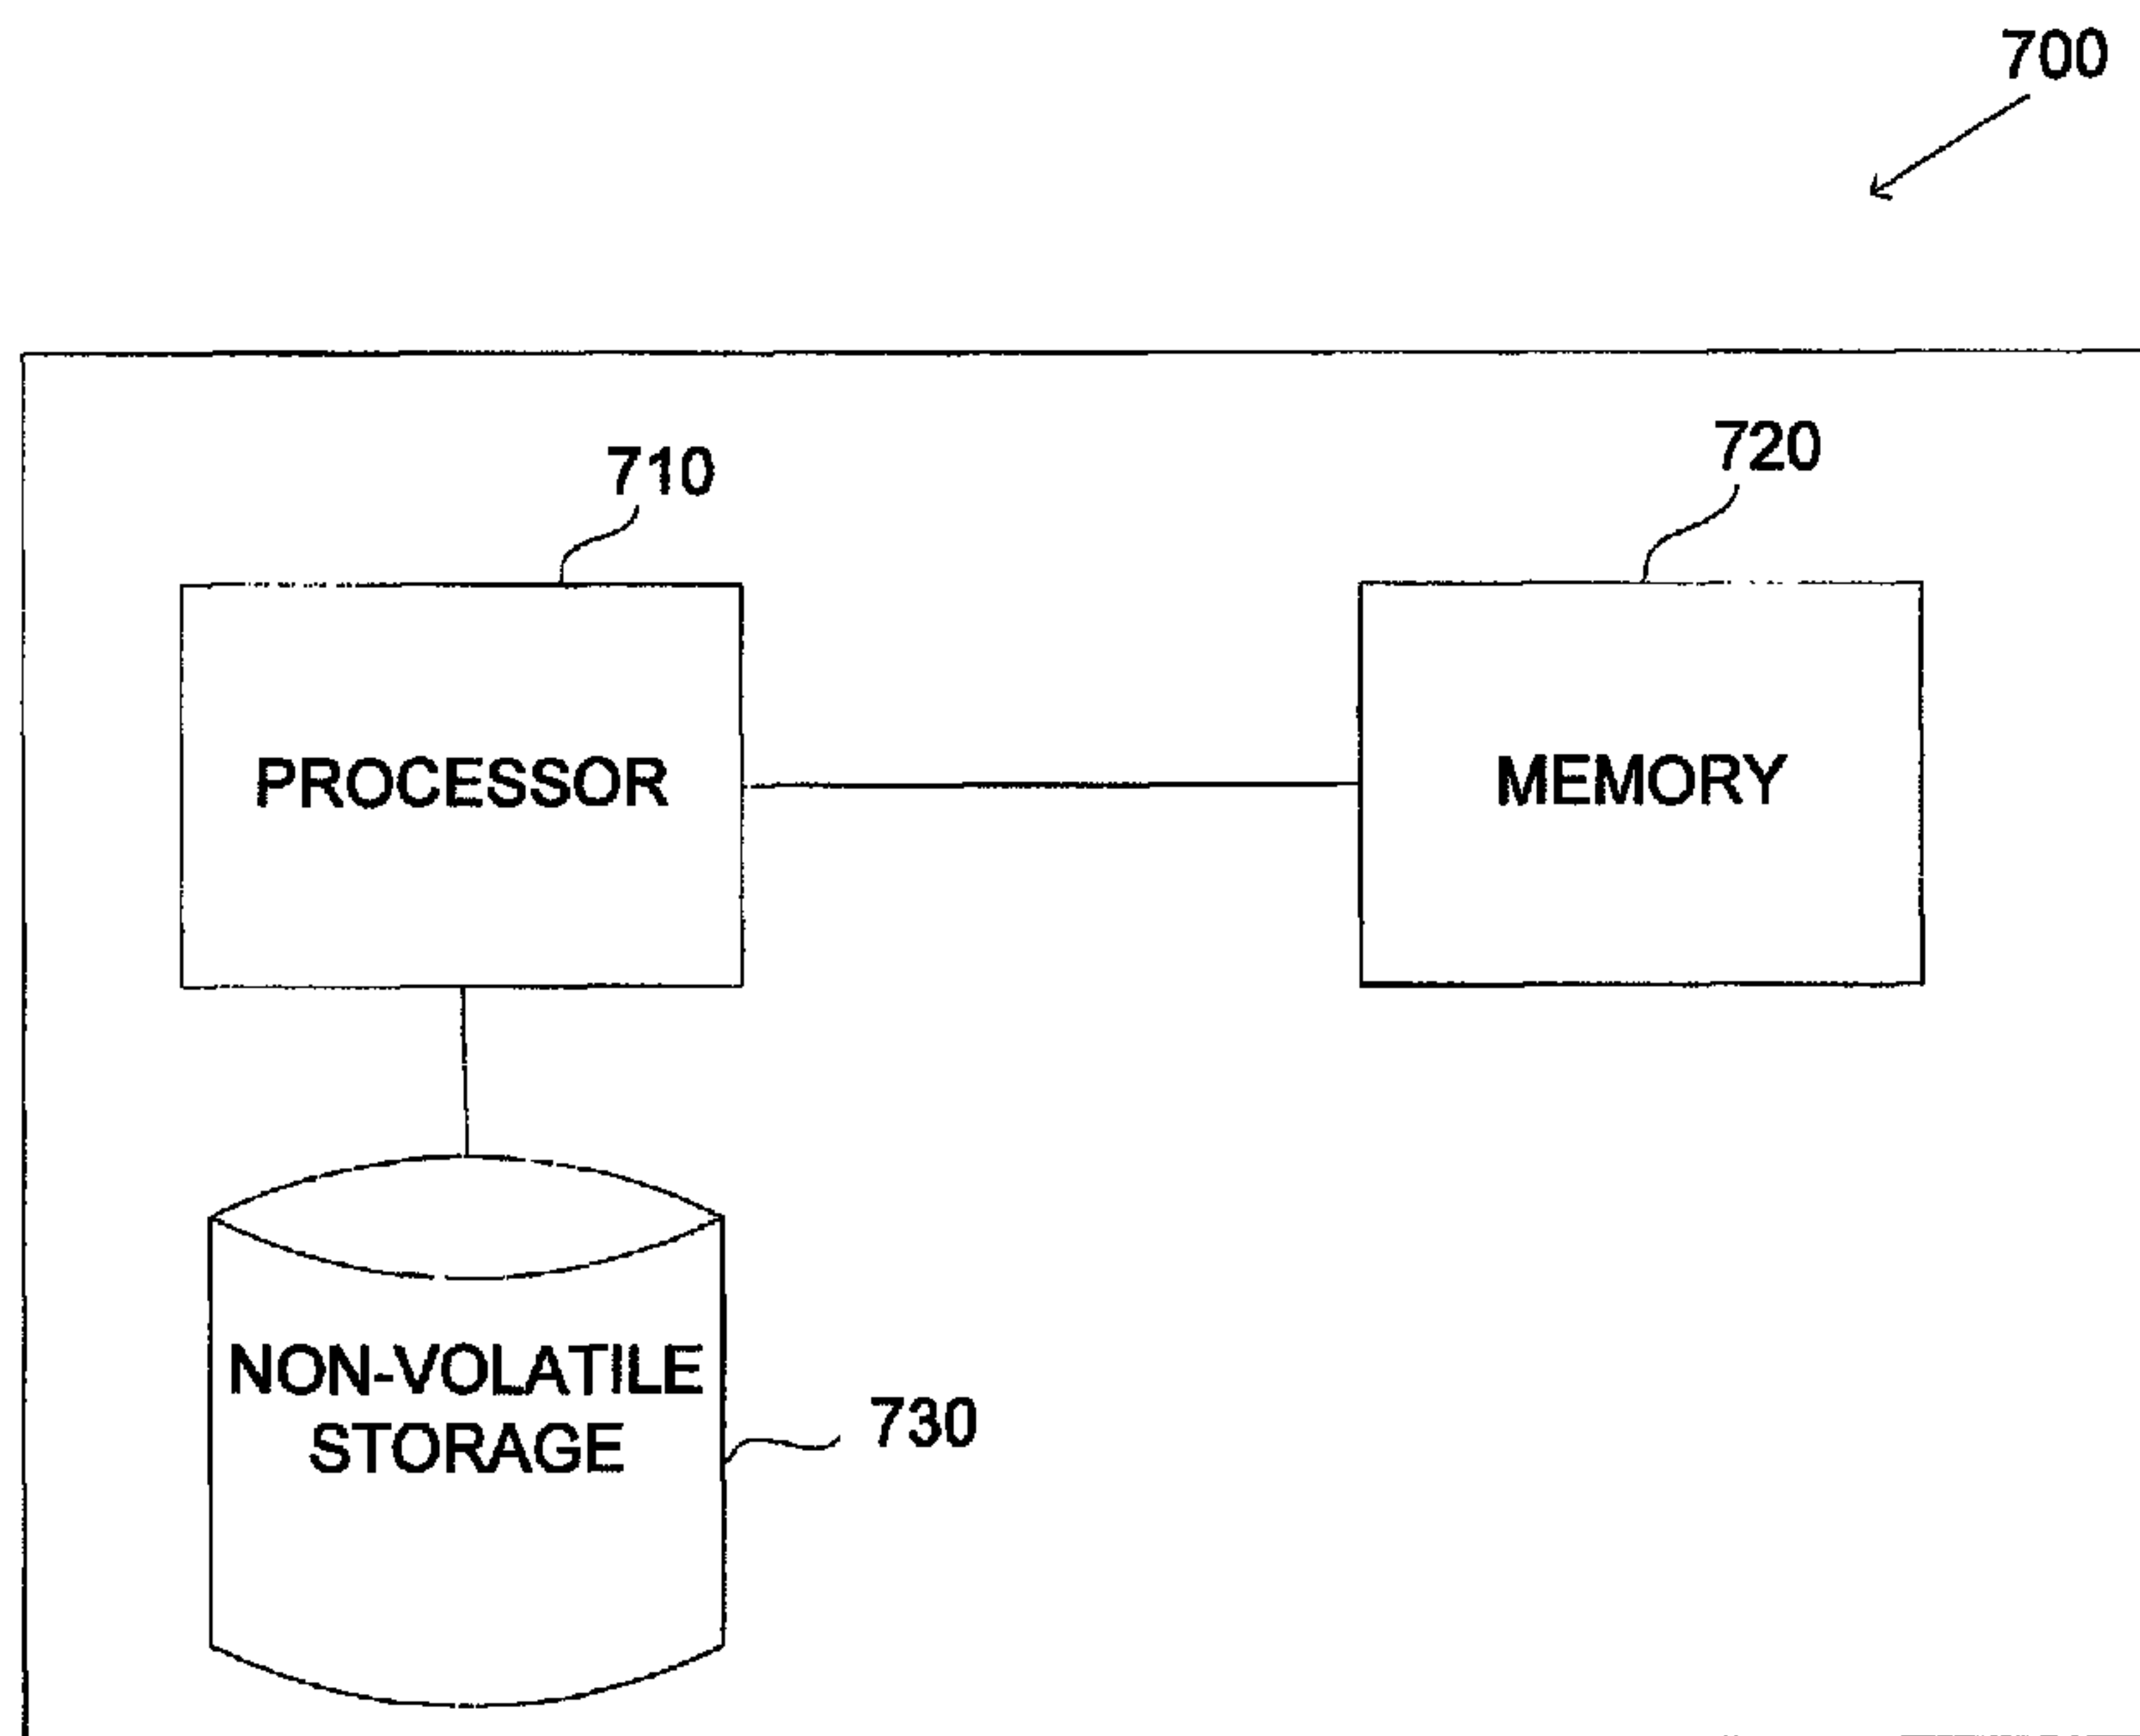 700
710
720
PROCESSOR
MEMORY
NON-VOLATILE
STORAGE
730